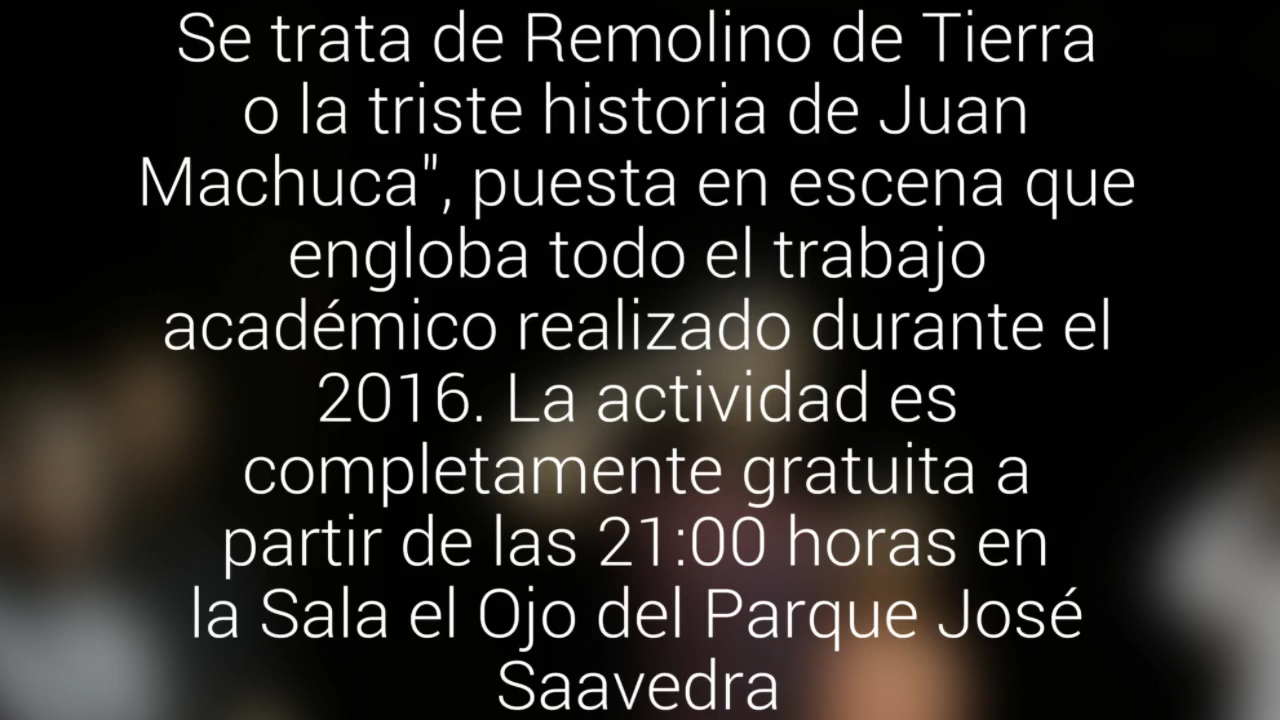 Se trata de Remolino de Tierra
o la triste historia de Juan
Machuca", puesta en escena que
engloba todo el trabajo
académico realizado durante el
2016. La actividad es
completamente gratuita a
partir de las 21:00 horas en
la Sala el Ojo del Parque José
Saavedra